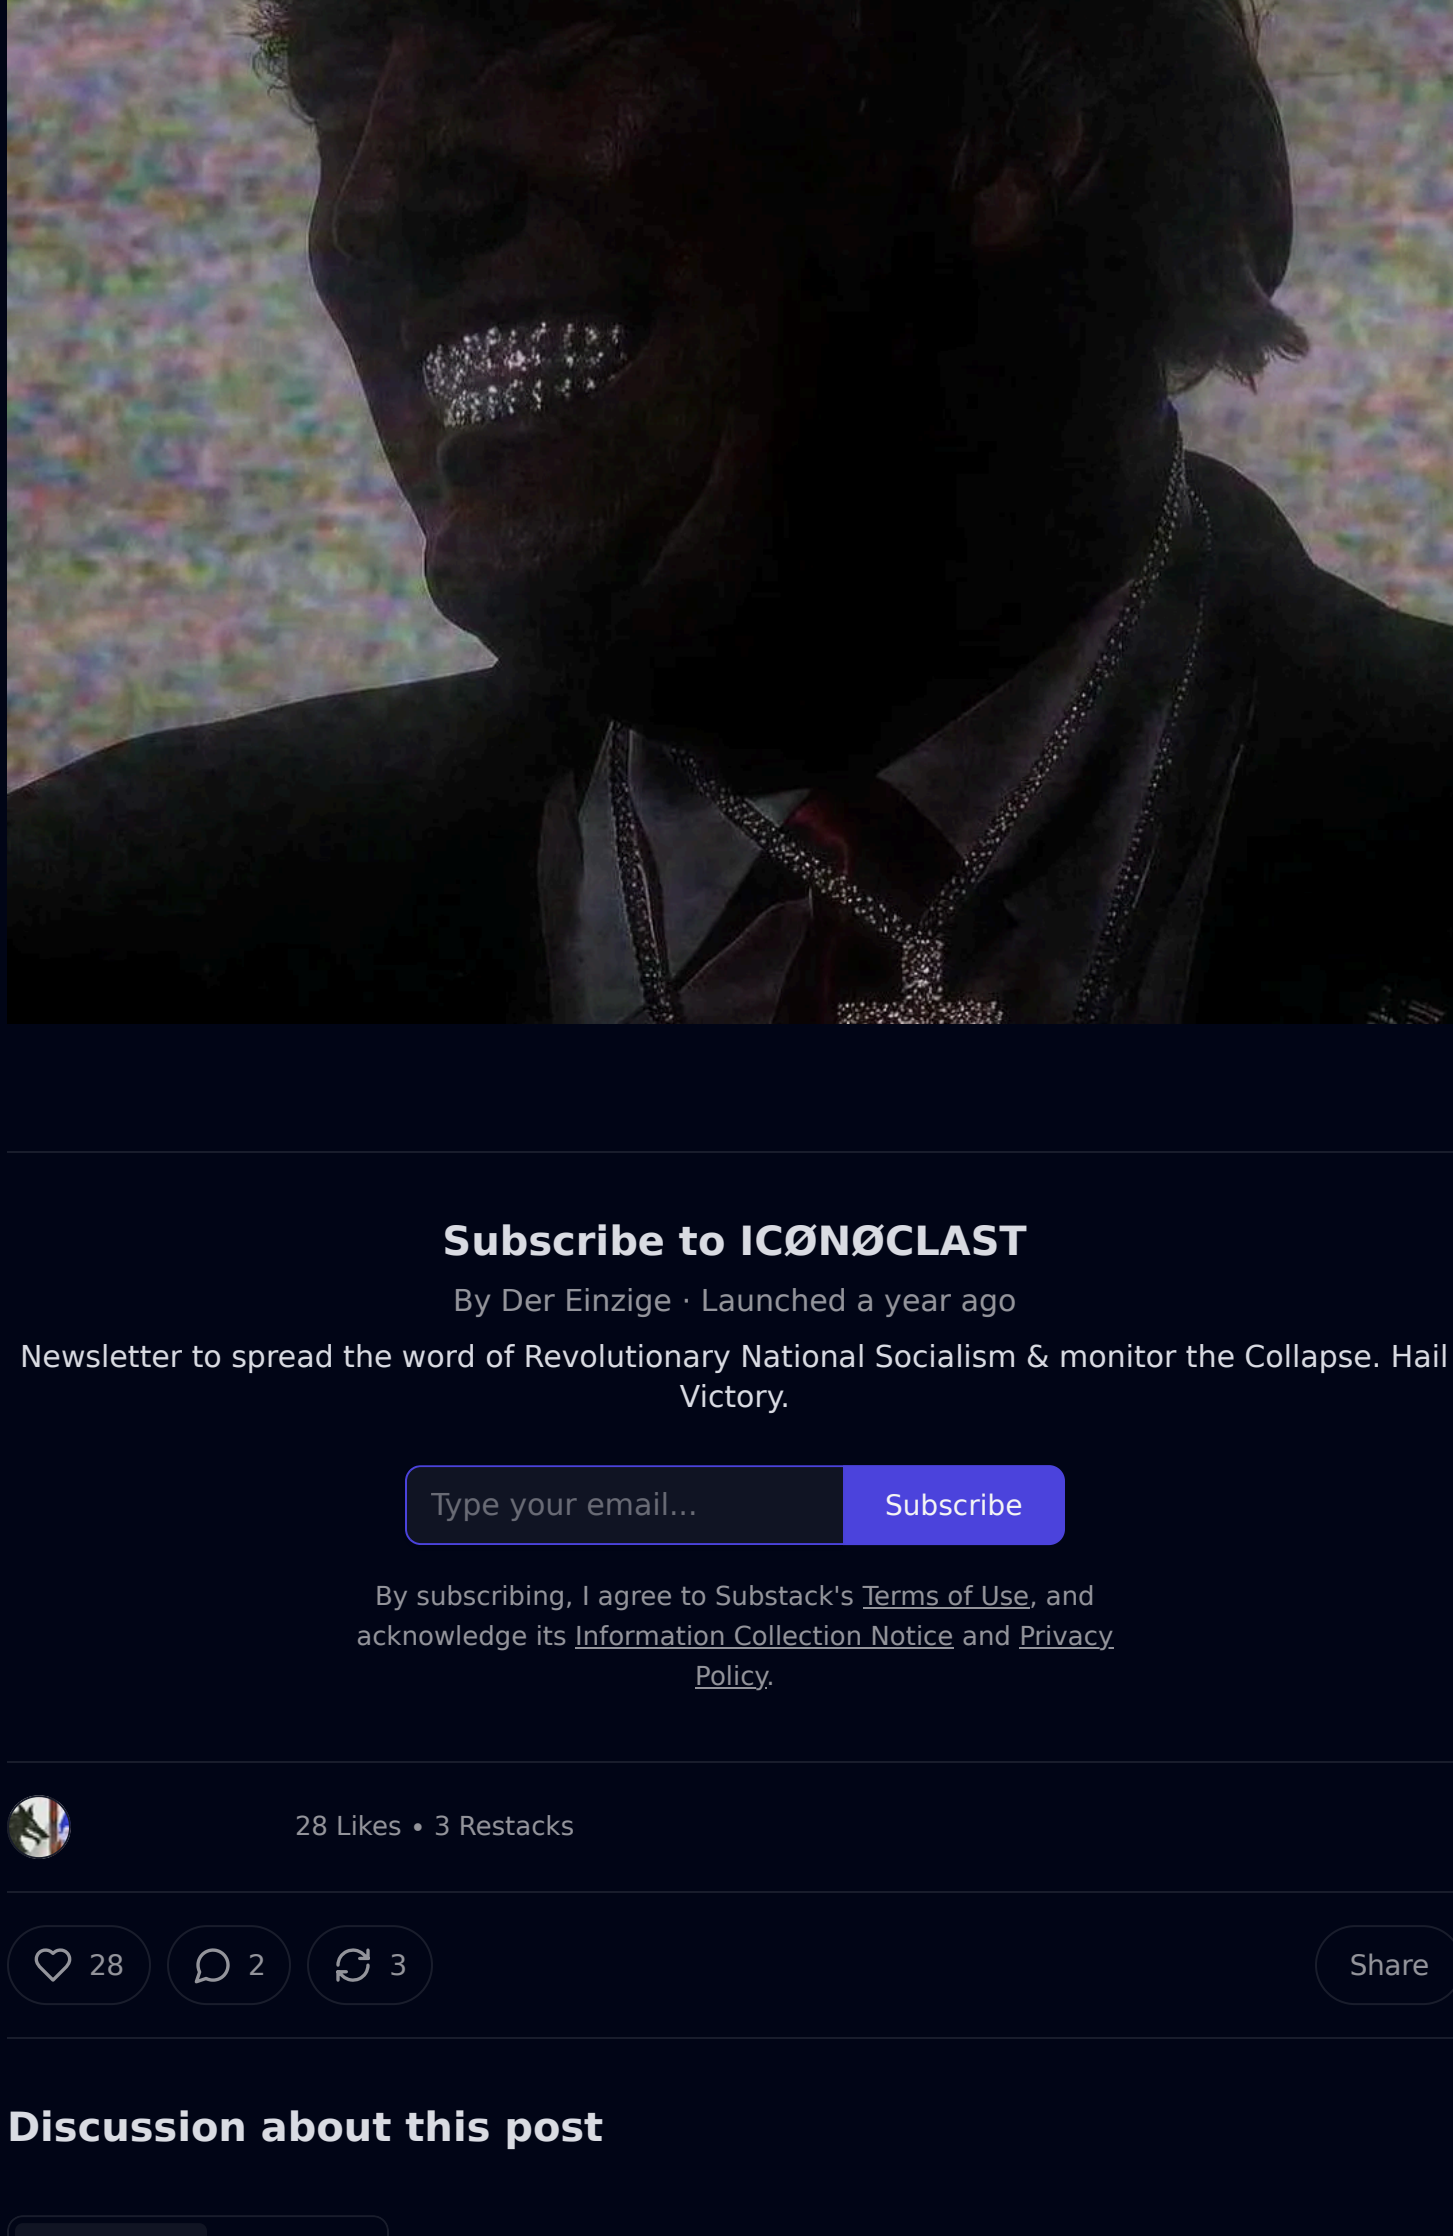 Subscribe to ICØNØCLAST
By Der Einzige · Launched a year ago
Newsletter to spread the word of Revolutionary National Socialism & monitor the Collapse. Hail
Victory.
Type your email...
Subscribe
By subscribing, I agree to Substack's Terms of Use, and
acknowledge its Information Collection Notice and Privacy
Policy.
28 Likes • 3 Restacks
28
2
3
Share
Discussion about this post